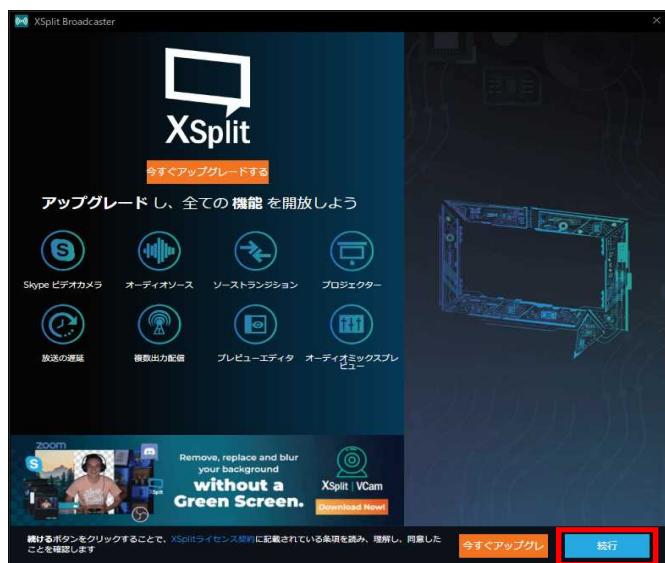 XSplit Broadcaster
XSplit
今すぐアップグレードする
アップグレード し、全ての 機能 を開放しよう
Skype ビデオカメラ
オーディオソース
ソーストランジション
プロジェクター
放送の遅延
複数出力配信
プレビューエディタ
オーディオミックスプレ
ビュー
zoom
Remove, replace and blur
your background
without a
Green Screen.
XSplit | VCam
Download Now!
続けるボタンをクリックすることで、XSplitライセンス契約に記載されている条項を読み、理解し、同意した
ことを確認します
今すぐアップグレ
続行